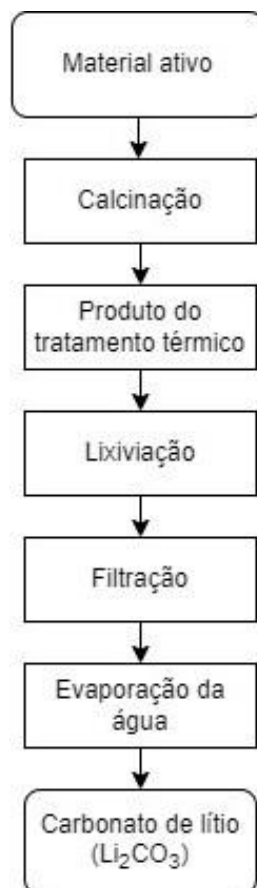 Material ativo
Calcinação
Produto do
tratamento térmico
Lixiviação
Filtração
Evaporação da
água
Carbonato de lítio
(Li₂CO₃)